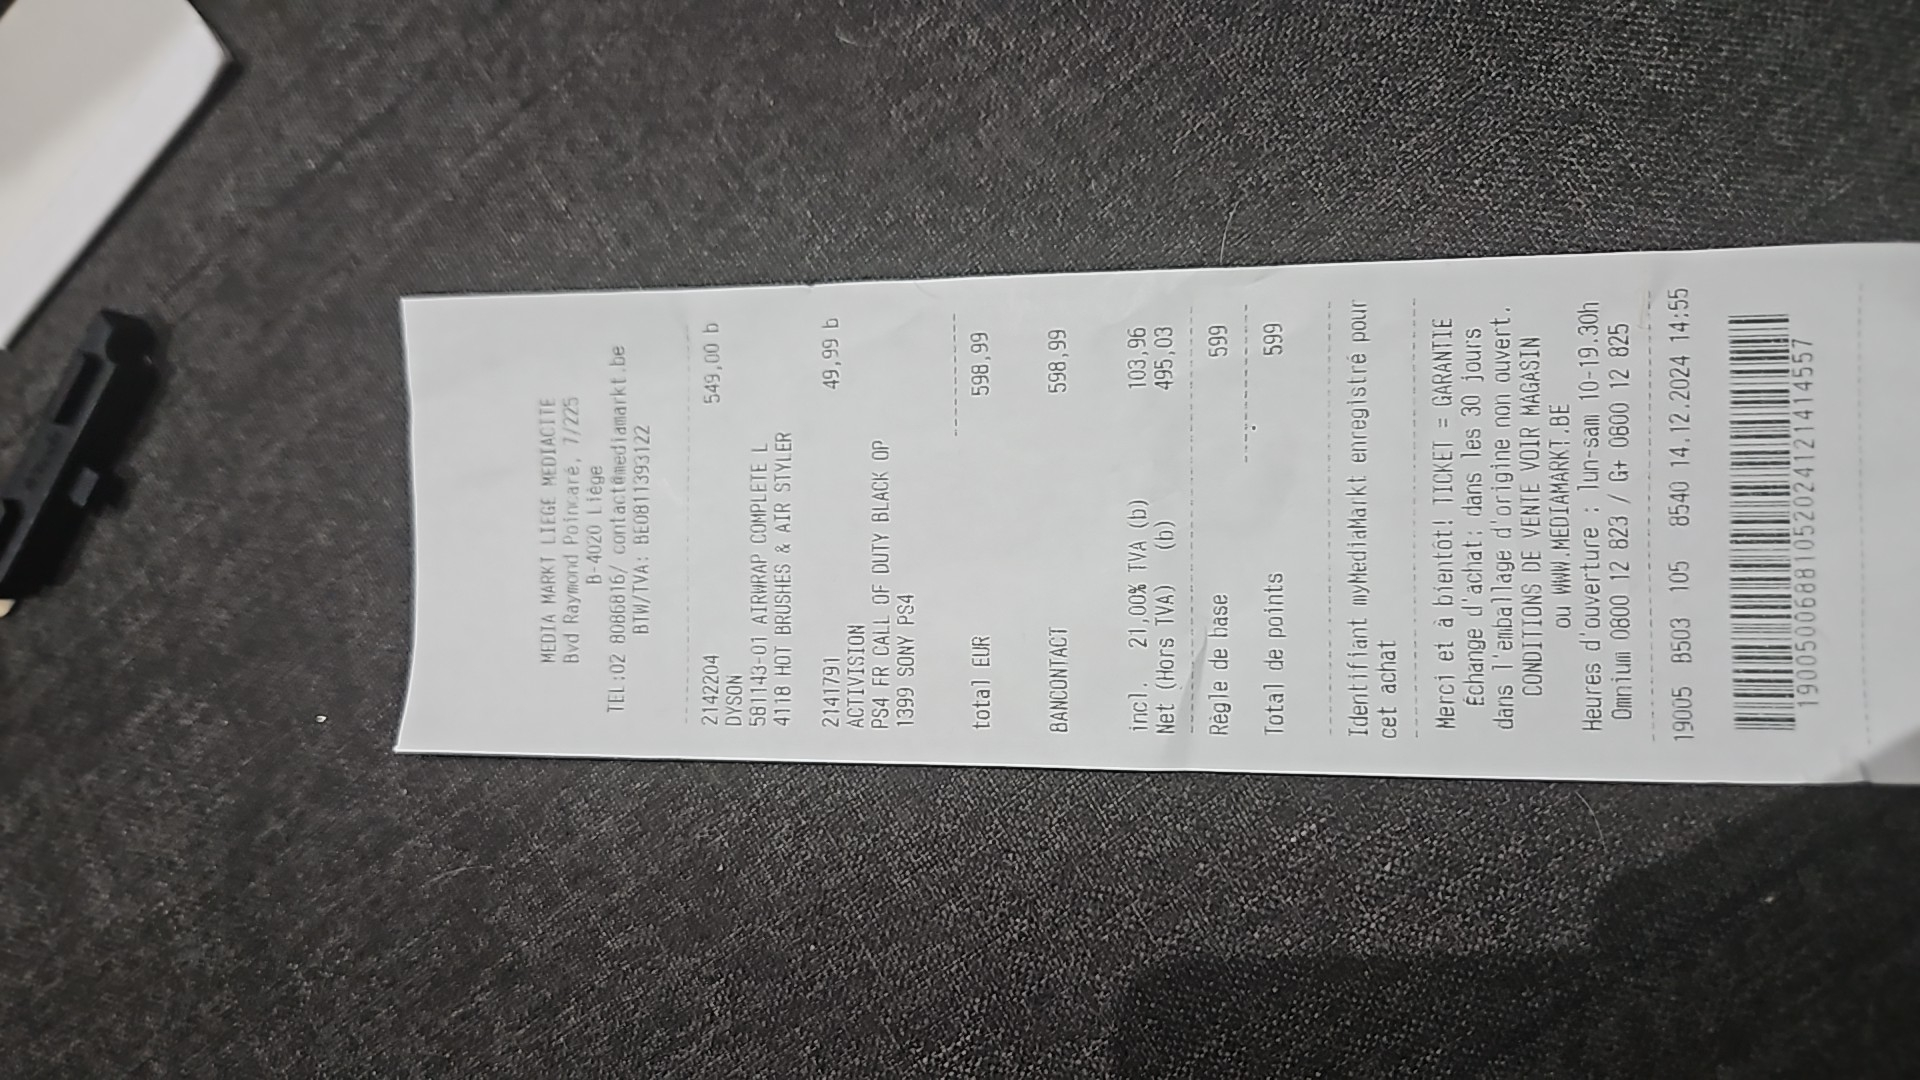 MEDIA MARKT LIEGE MEDIACITE
Bvd Raymond Poincaré, 7/225
B-4020 Liège
TEL:02 8086816/ contact@mediamarkt.be
BTW/TVA: BE0811393122
2142204 549,00 b
DYSON
581143-01 AIRWRAP COMPLETE L
4118 HOT BRUSHES & AIR STYLER
2141791 49,99 b
ACTIVISION
PS4 FR CALL OF DUTY BLACK OP
1399 SONY PS4
total EUR 598,99
BANCONTACT 598,99
incl. 21,00% TVA (b) 103,96
Net (Hors TVA) (b) 495,03
Règle de base 599
Total de points 599
Identifiant myMediaMarkt enregistré pour
cet achat
Merci et à bientôt! TICKET = GARANTIE
Échange d'achat: dans les 30 jours
dans l'emballage d'origine non ouvert.
CONDITIONS DE VENTE VOIR MAGASIN
ou WWW.MEDIAMARKT.BE
Heures d'ouverture : lun-sam 10-19.30h
Omnium 0800 12 823 / G+ 0800 12 825
19005 B503 105 8540 14.12.2024 14:55
1900500688105202412141 4557